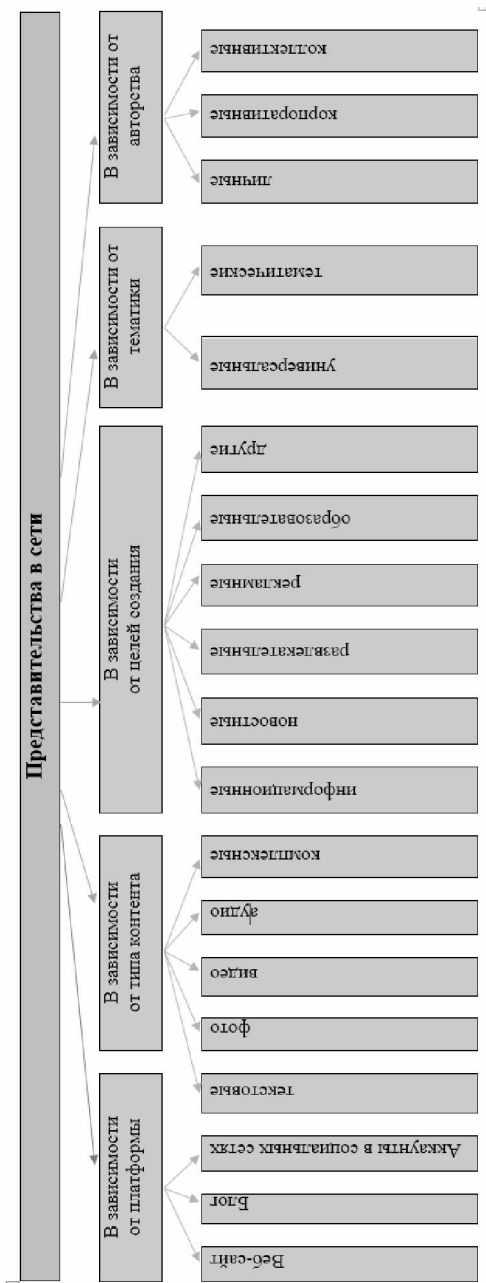 Представительства в сети
В зависимости
от платформы
Веб-сайт
Блог
Аккаунты в социальных сетях
В зависимости
от типа контента
текстовые
фото
видео
аудио
комплексные
В зависимости
от целей создания
информационные
новостные
развлекательные
рекламные
образовательные
другие
В зависимости от
тематики
универсальные
тематические
В зависимости от
авторства
личные
корпоративные
коллективные